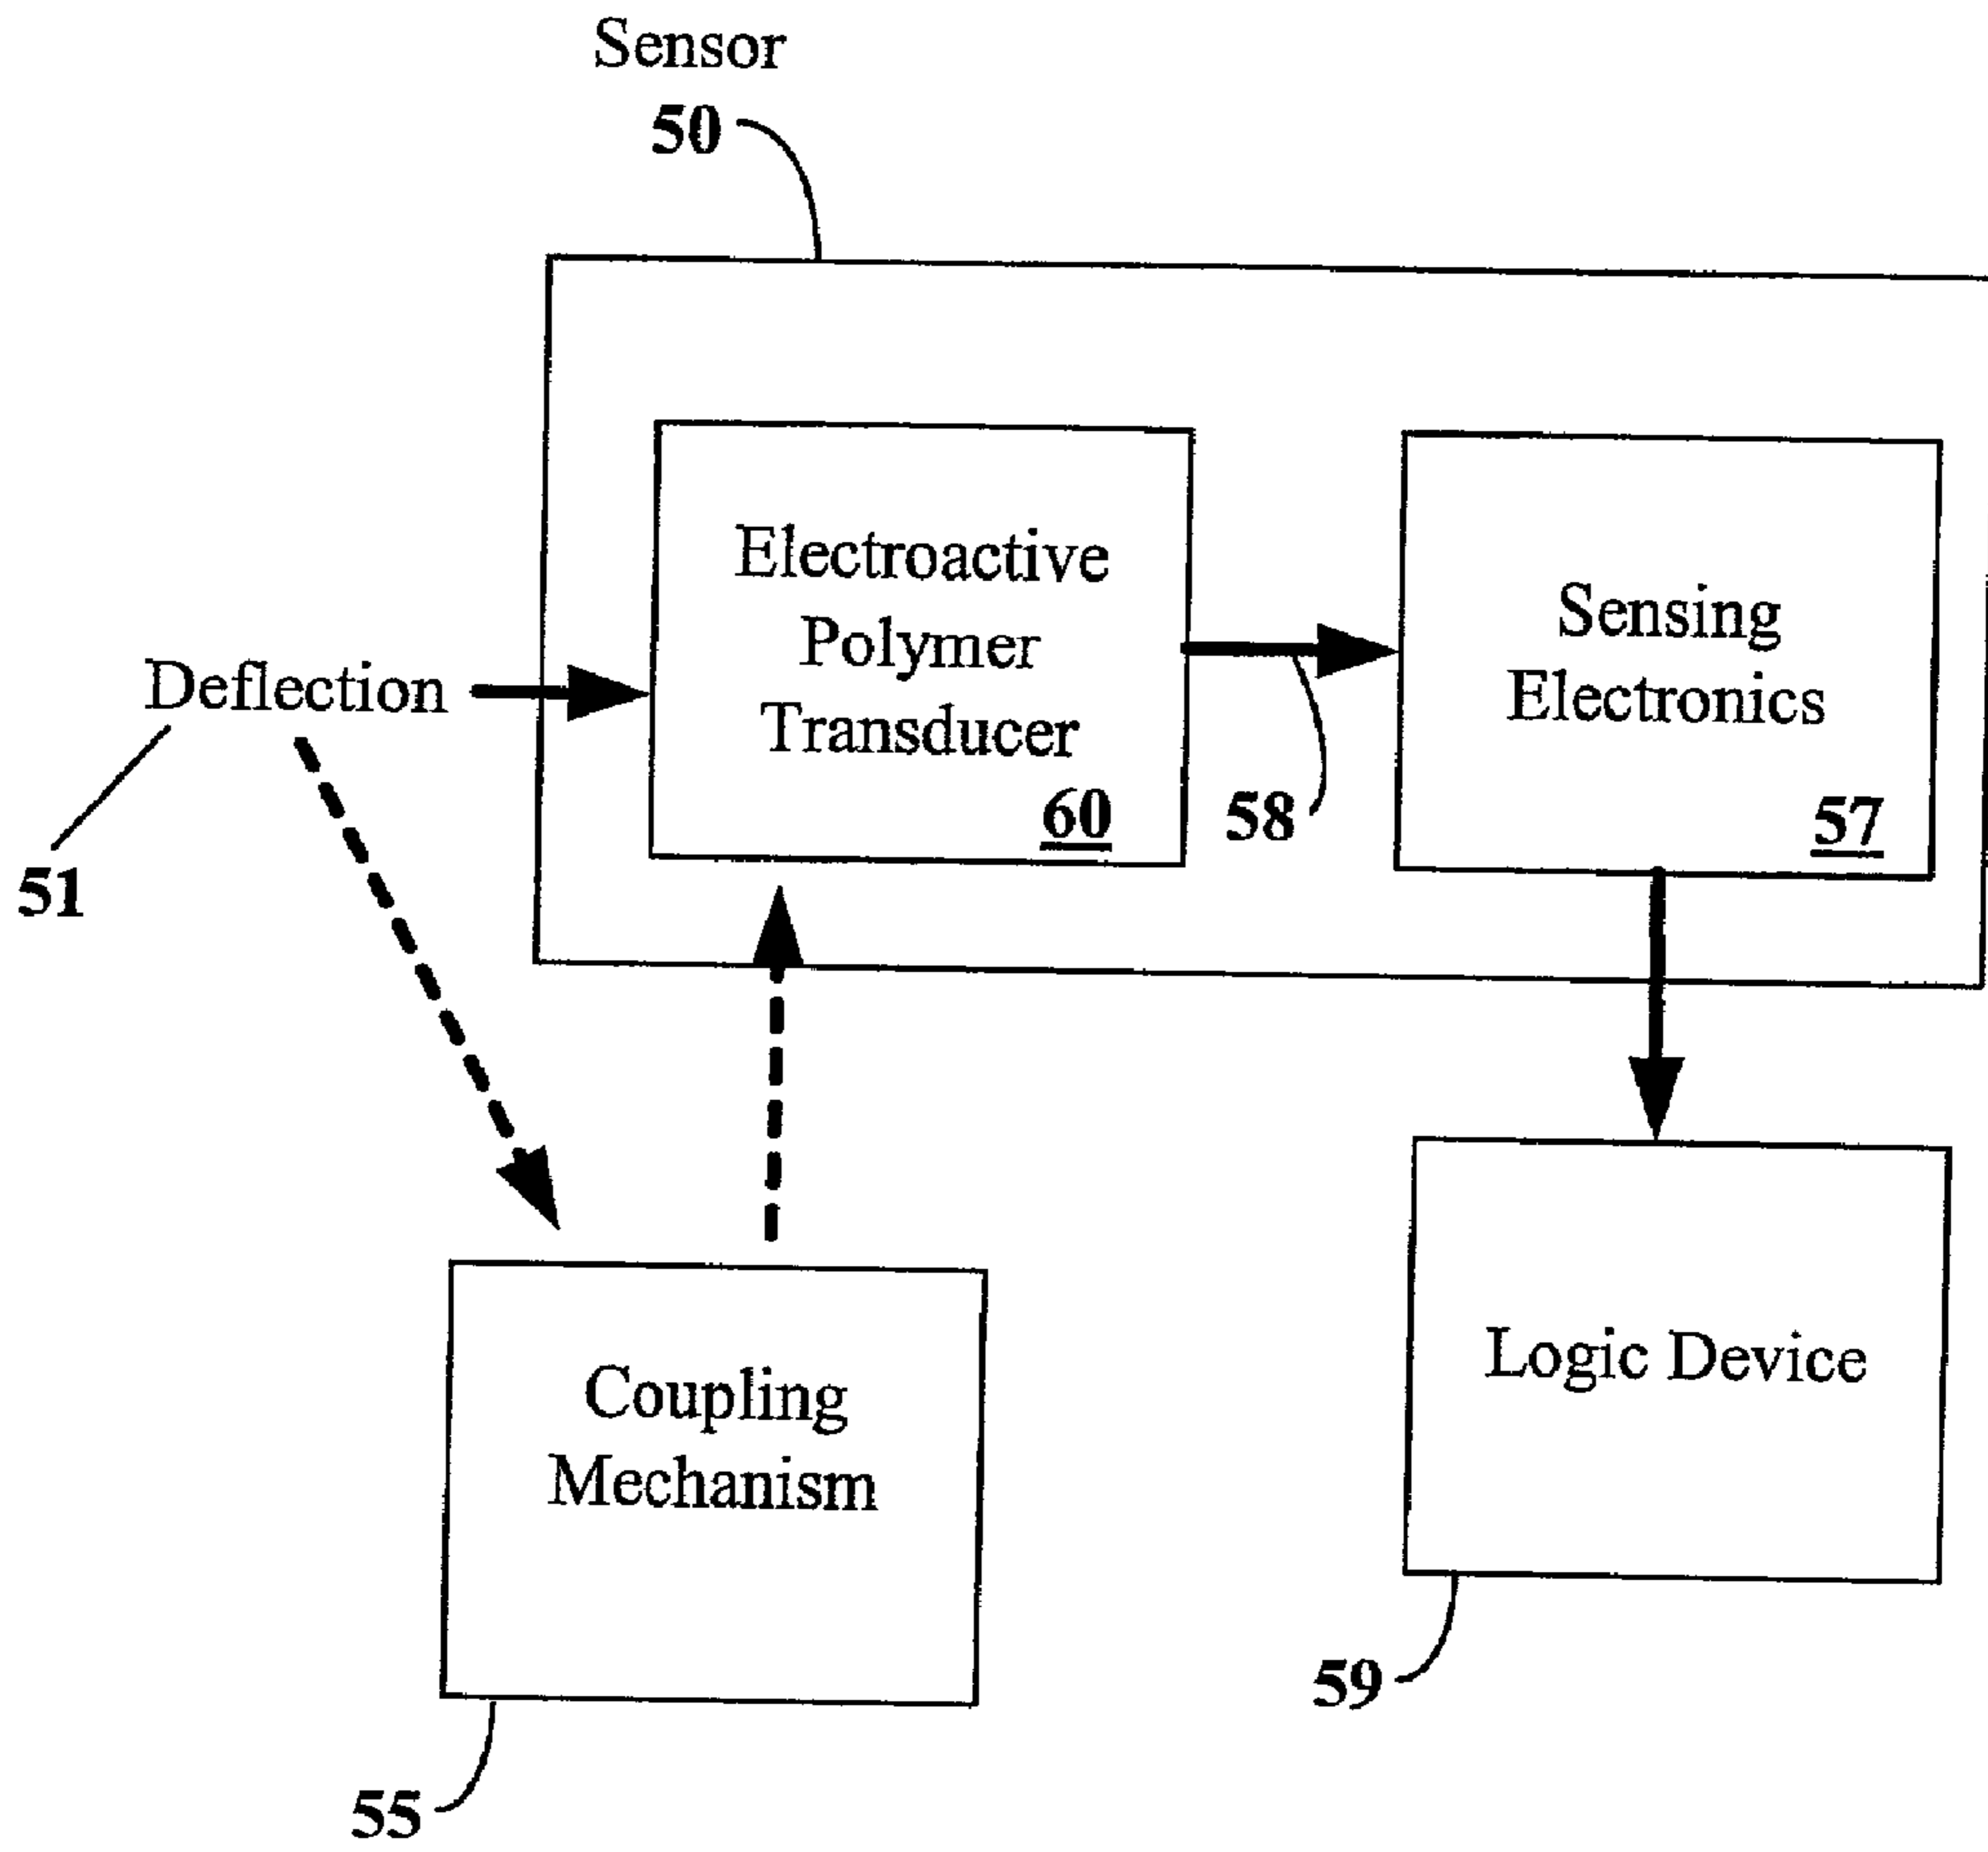 Sensor
50
Electroactive
Polymer
Transducer
60
58
Sensing
Electronics
57
Deflection
51
Coupling
Mechanism
55
Logic Device
59